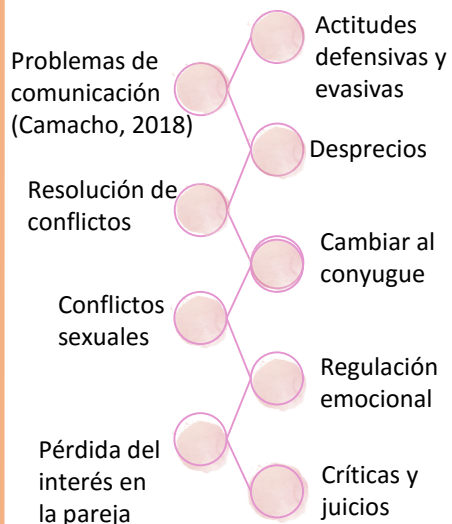 Actitudes
defensivas y
evasivas
Problemas de
comunicación
(Camacho, 2018)
Desprecios
Resolución de
conflictos
Cambiar al
conyugue
Conflictos
sexuales
Regulación
emocional
Pérdida del
interés en
la pareja
Críticas y
juicios